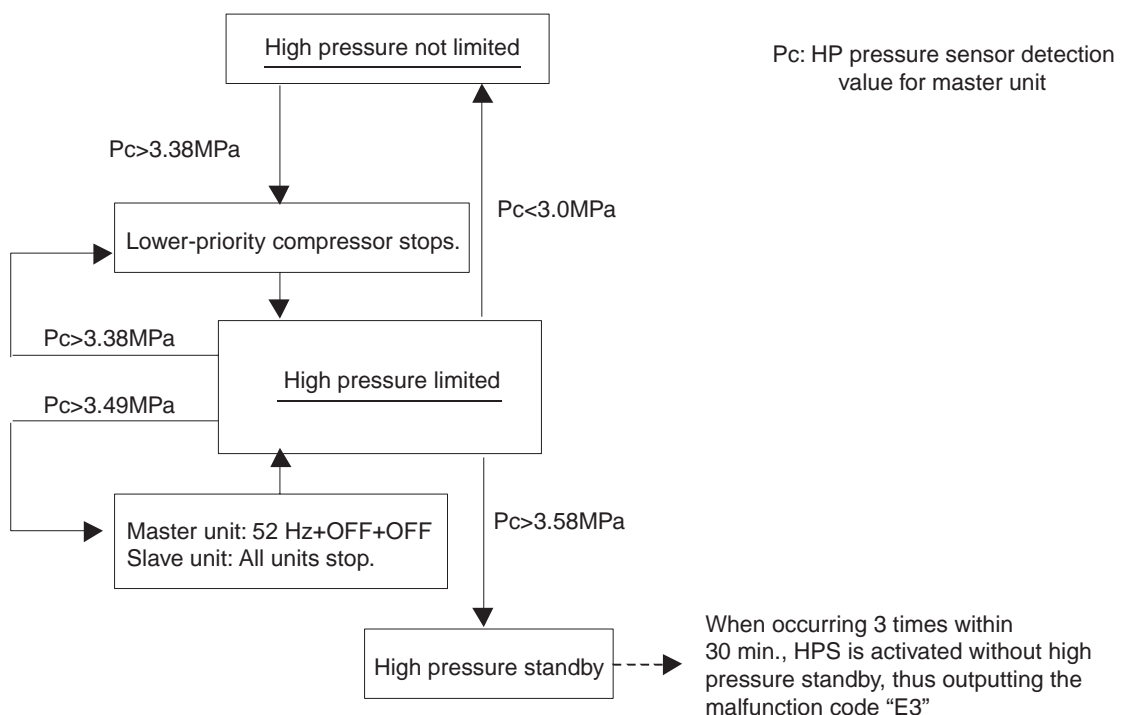 High pressure not limited
Pc: HP pressure sensor detection
value for master unit
Pc>3.38MPa
Pc<3.0MPa
Lower-priority compressor stops.
Pc>3.38MPa
High pressure limited
Pc>3.49MPa
Master unit: 52 Hz+OFF+OFF
Slave unit: All units stop.
Pc>3.58MPa
High pressure standby
When occurring 3 times within
30 min., HPS is activated without high
pressure standby, thus outputting the
malfunction code “E3”